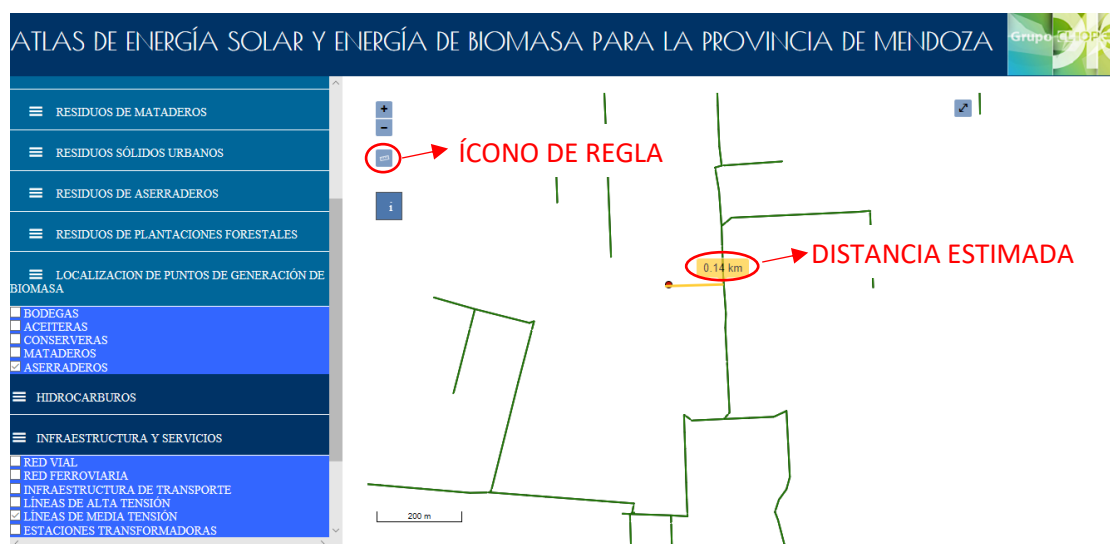 ATLAS DE ENERGÍA SOLAR Y ENERGÍA DE BIOMASA PARA LA PROVINCIA DE MENDOZA
Grupo CLIOPE
RESIDUOS DE MATADEROS
RESIDUOS SÓLIDOS URBANOS
RESIDUOS DE ASERRADEROS
RESIDUOS DE PLANTACIONES FORESTALES
LOCALIZACION DE PUNTOS DE GENERACIÓN DE
BIOMASA
BODEGAS
ACEITERAS
CONSERVERAS
MATADEROS
ASERRADEROS
HIDROCARBUROS
INFRAESTRUCTURA Y SERVICIOS
RED VIAL
RED FERROVIARIA
INFRAESTRUCTURA DE TRANSPORTE
LÍNEAS DE ALTA TENSIÓN
LÍNEAS DE MEDIA TENSIÓN
ESTACIONES TRANSFORMADORAS
+
−
ÍCONO DE REGLA
i
0.14 km
DISTANCIA ESTIMADA
200 m